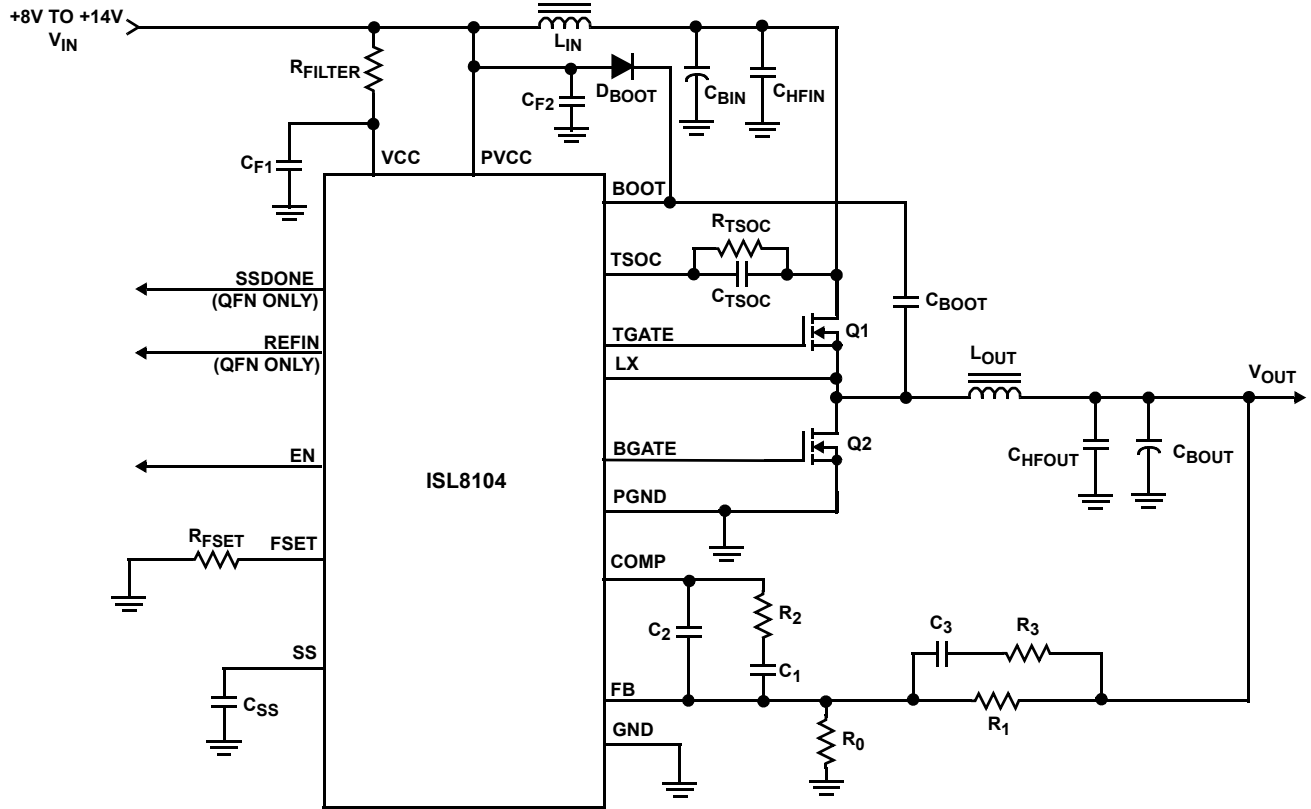 +8V TO +14V
VIN
LIN
RFILTER
CF2
DBOOT
CBIN
CHFIN
CF1
VCC
PVCC
BOOT
RTSOC
TSOC
CTSOC
SSDONE
(QFN ONLY)
CBOOT
TGATE
Q1
REFIN
(QFN ONLY)
LX
LOUT
VOUT
BGATE
Q2
EN
CHFOUT
CBOUT
ISL8104
PGND
RFSET
FSET
COMP
C2
R2
C1
C3
R3
SS
CSS
FB
R1
GND
R0